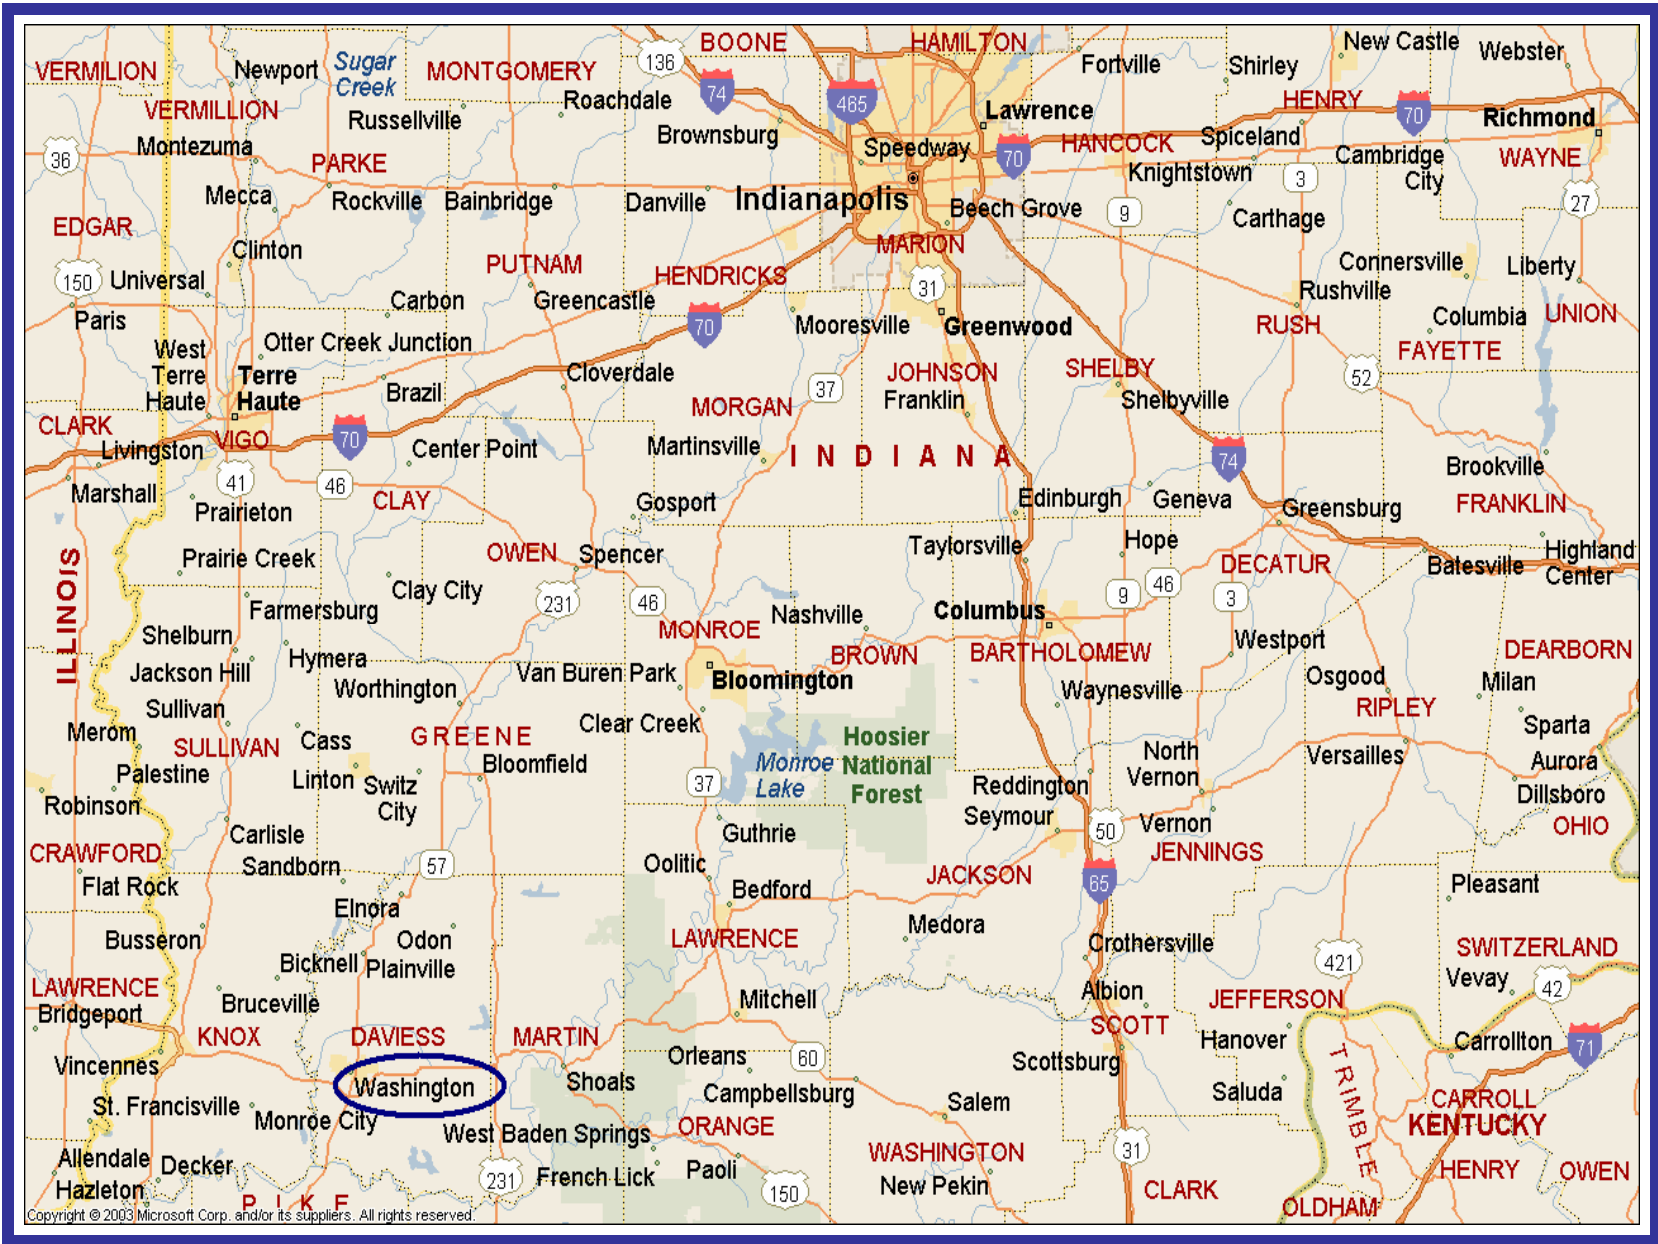 BOONE
HAMILTON
New Castle
Webster
VERMILION
Newport
Sugar
Creek
MONTGOMERY
136
Fortville
Shirley
74
465
VERMILLION
Roachdale
Lawrence
HENRY
70
Richmond
Russellville
Brownsburg
Speedway
70
HANCOCK
Spiceland
36
Montezuma
PARKE
Knightstown
3
Cambridge
City
WAYNE
Mecca
Rockville
Bainbridge
Danville
Indianapolis
Beech Grove
9
Carthage
27
EDGAR
Clinton
MARION
PUTNAM
HENDRICKS
Connersville
Liberty
150
Universal
Carbon
Greencastle
31
Rushville
Paris
70
Mooresville
Greenwood
RUSH
Columbia
UNION
West
Terre
Haute
Otter Creek Junction
FAYETTE
Terre
Haute
Brazil
Cloverdale
37
JOHNSON
Franklin
SHELBY
52
MORGAN
Shelbyville
CLARK
Livingston
VIGO
70
Center Point
Martinsville
INDIANA
74
Brookville
Marshall
41
46
CLAY
Gosport
Edinburgh
Geneva
Greensburg
FRANKLIN
Prairieton
ILLINOIS
Prairie Creek
OWEN
Spencer
Taylorsville
Hope
DECATUR
Batesville
Highland
Center
Clay City
231
46
9
46
3
Farmersburg
Nashville
Columbus
Shelburn
MONROE
Westport
Jackson Hill
Hymera
Van Buren Park
BROWN
BARTHOLOMEW
DEARBORN
Worthington
Bloomington
Waynesville
Osgood
Milan
Sullivan
Clear Creek
RIPLEY
Merom
SULLIVAN
Cass
GREENE
Hoosier
National
Forest
North
Vernon
Versailles
Sparta
Aurora
Palestine
Linton
Switz
City
Bloomfield
37
Monroe
Lake
Reddington
Dillsboro
Robinson
Seymour
50
Vernon
OHIO
Carlisle
Guthrie
JENNINGS
CRAWFORD
Sandborn
57
Oolitic
JACKSON
65
Flat Rock
Bedford
Pleasant
Elnora
Medora
Busseron
Odon
LAWRENCE
Crothersville
SWITZERLAND
Bicknell
Plainville
421
Vevay
42
LAWRENCE
Bruceville
Mitchell
Albion
JEFFERSON
Bridgeport
KNOX
DAVIESS
MARTIN
SCOTT
Hanover
Carrollton
71
Vincennes
Orleans
60
Scottsburg
TRIMBLE
Washington
Shoals
Campbellsburg
Saluda
CARROLL
St. Francisville
Monroe City
Salem
KENTUCKY
West Baden Springs
ORANGE
WASHINGTON
31
Allendale
Decker
231
French Lick
Paoli
150
New Pekin
CLARK
HENRY
OWEN
Hazleton
PIKE
OLDHAM
Copyright © 2003 Microsoft Corp. and/or its suppliers. All rights reserved.